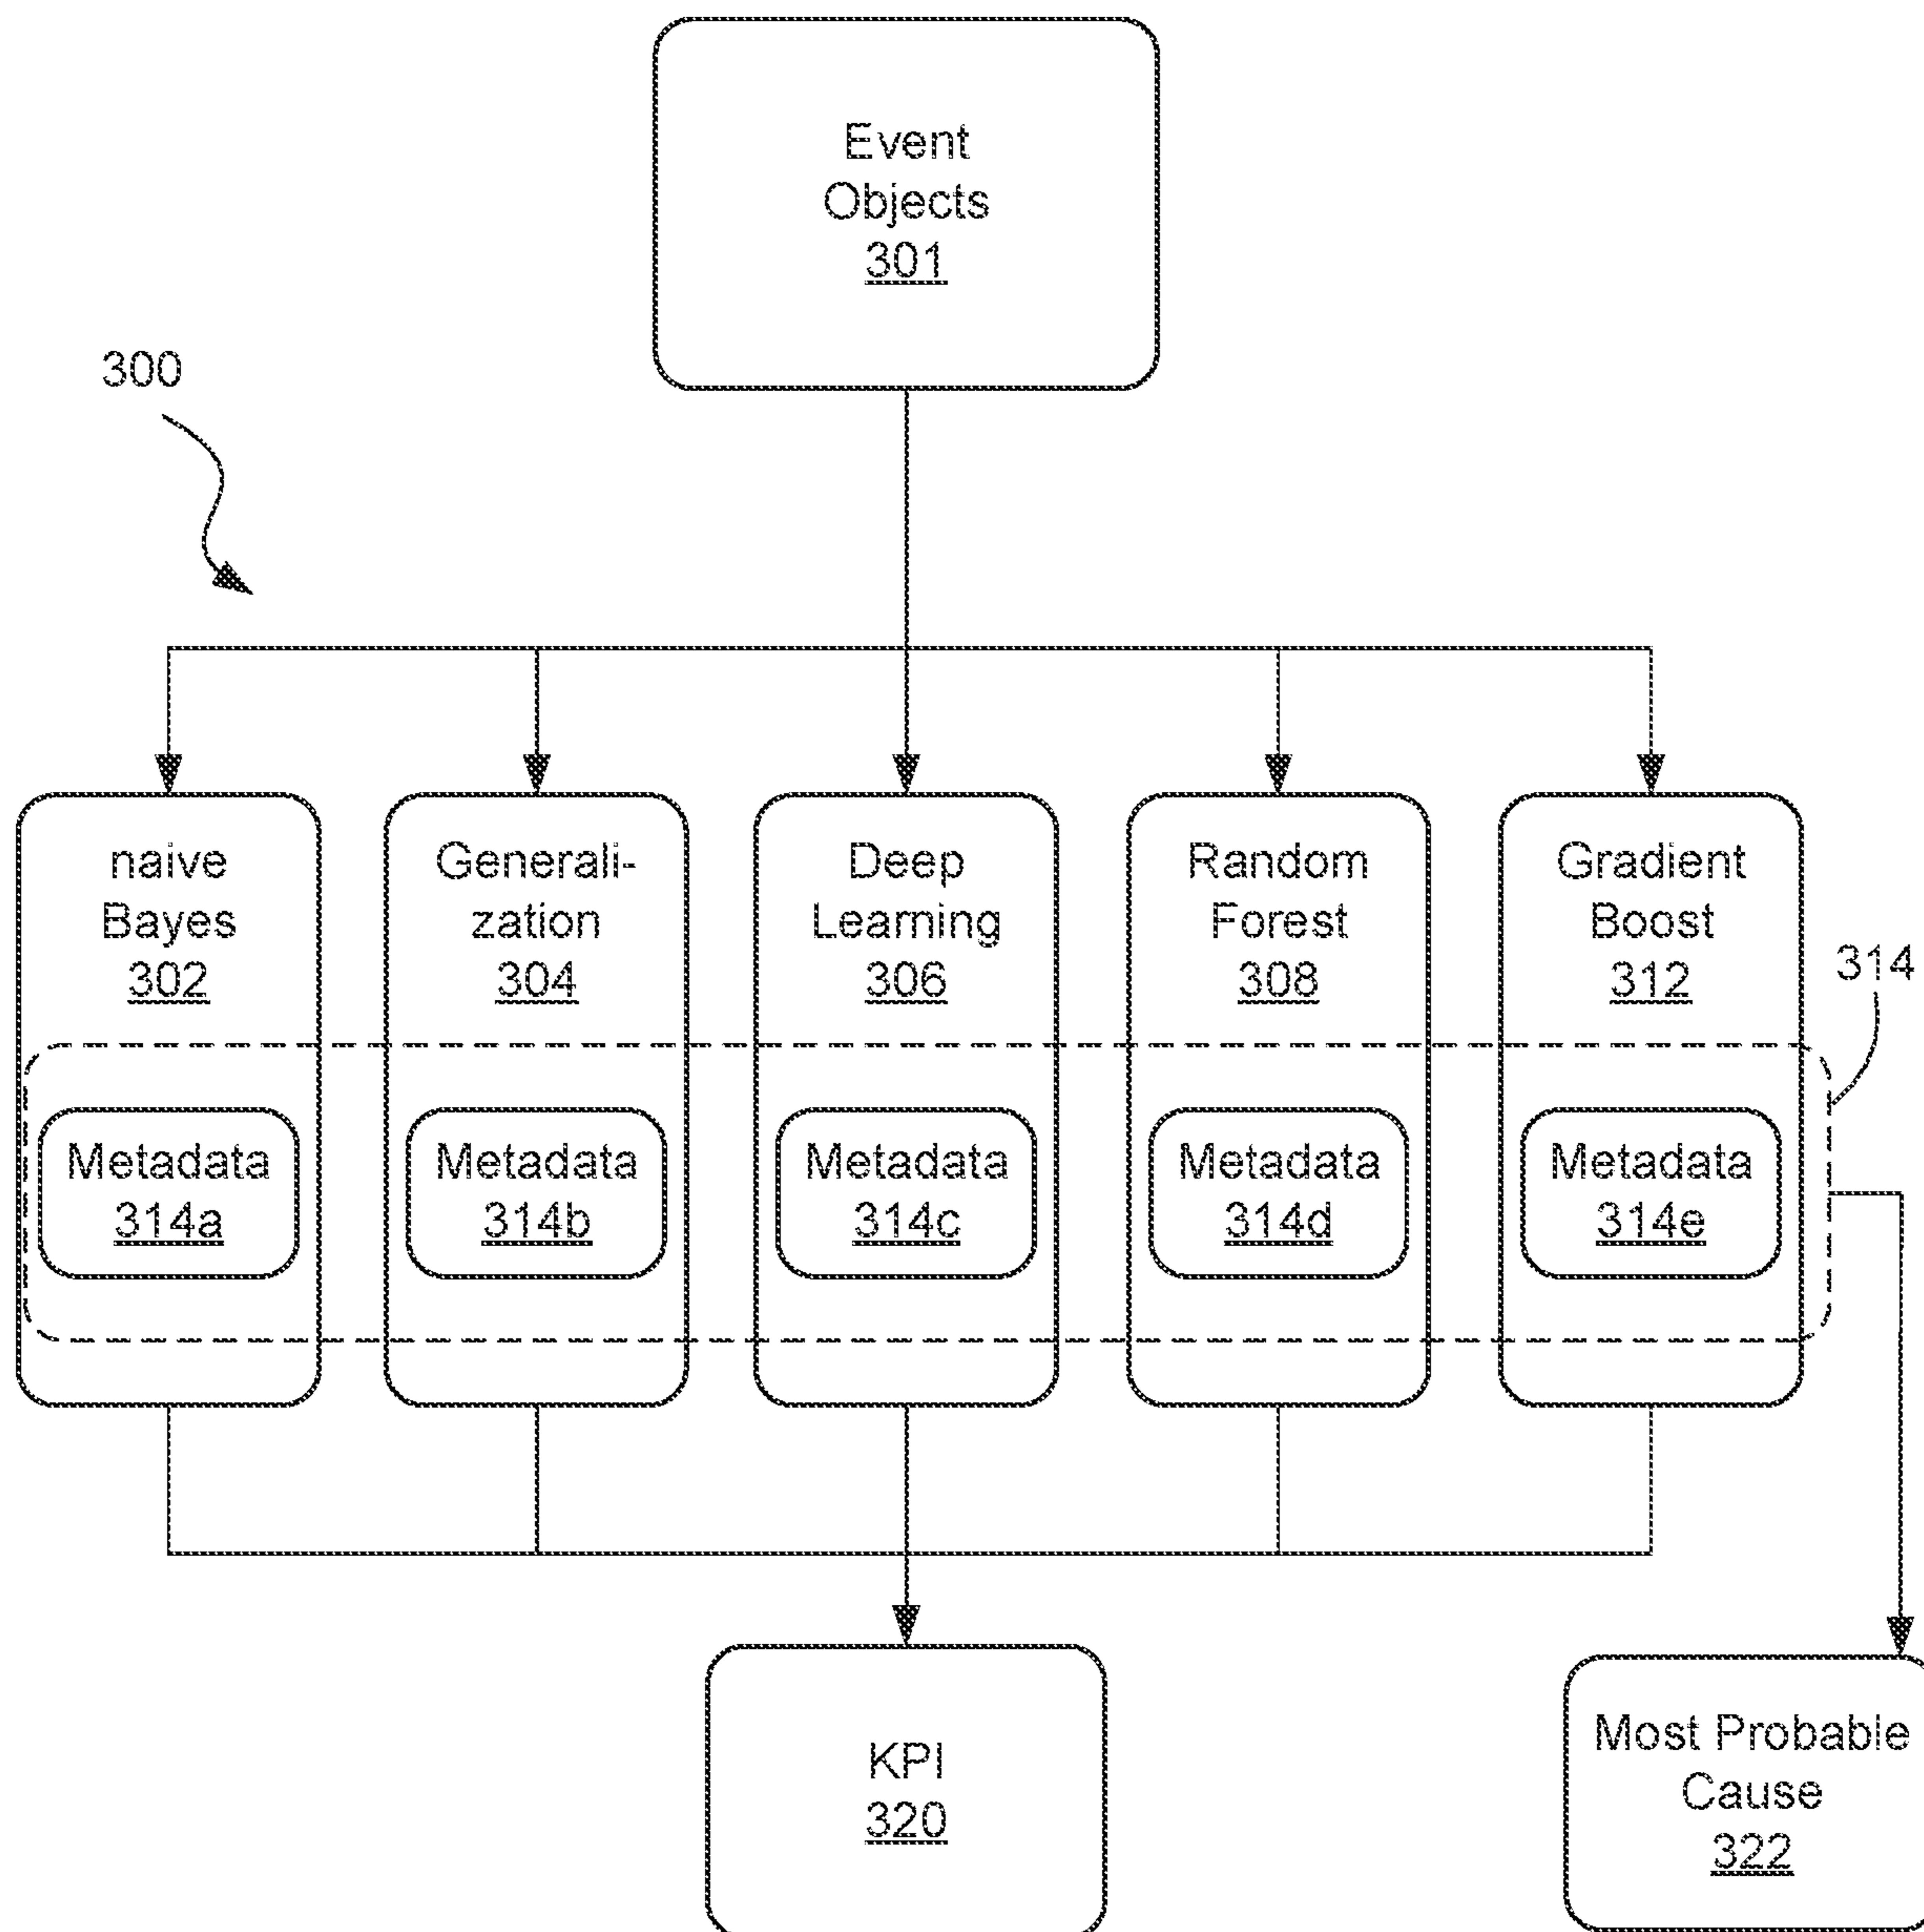 Event
Objects
301
300
naive
Bayes
302
Generali-
zation
304
Deep
Learning
306
Random
Forest
308
Gradient
Boost
312
314
Metadata
314a
Metadata
314b
Metadata
314c
Metadata
314d
Metadata
314e
KPI
320
Most Probable
Cause
322